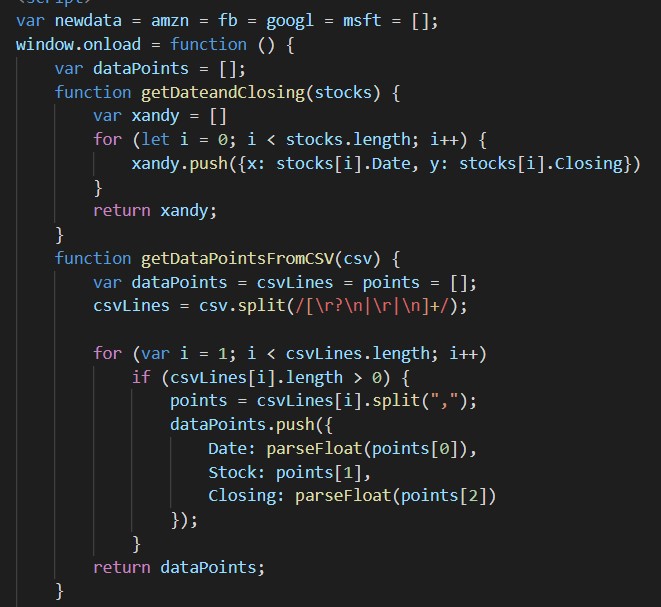 <script>
var newdata = amzn = fb = googl = msft = [];
window.onload = function () {
    var dataPoints = [];
    function getDateandClosing(stocks) {
        var xandy = []
        for (let i = 0; i < stocks.length; i++) {
            xandy.push({x: stocks[i].Date, y: stocks[i].Closing})
        }
        return xandy;
    }
    function getDataPointsFromCSV(csv) {
        var dataPoints = csvLines = points = [];
        csvLines = csv.split(/[\r?\n|\r|\n]+/);

        for (var i = 1; i < csvLines.length; i++)
            if (csvLines[i].length > 0) {
                points = csvLines[i].split(",");
                dataPoints.push({
                    Date: parseFloat(points[0]),
                    Stock: points[1],
                    Closing: parseFloat(points[2])
                });
            }
        return dataPoints;
    }